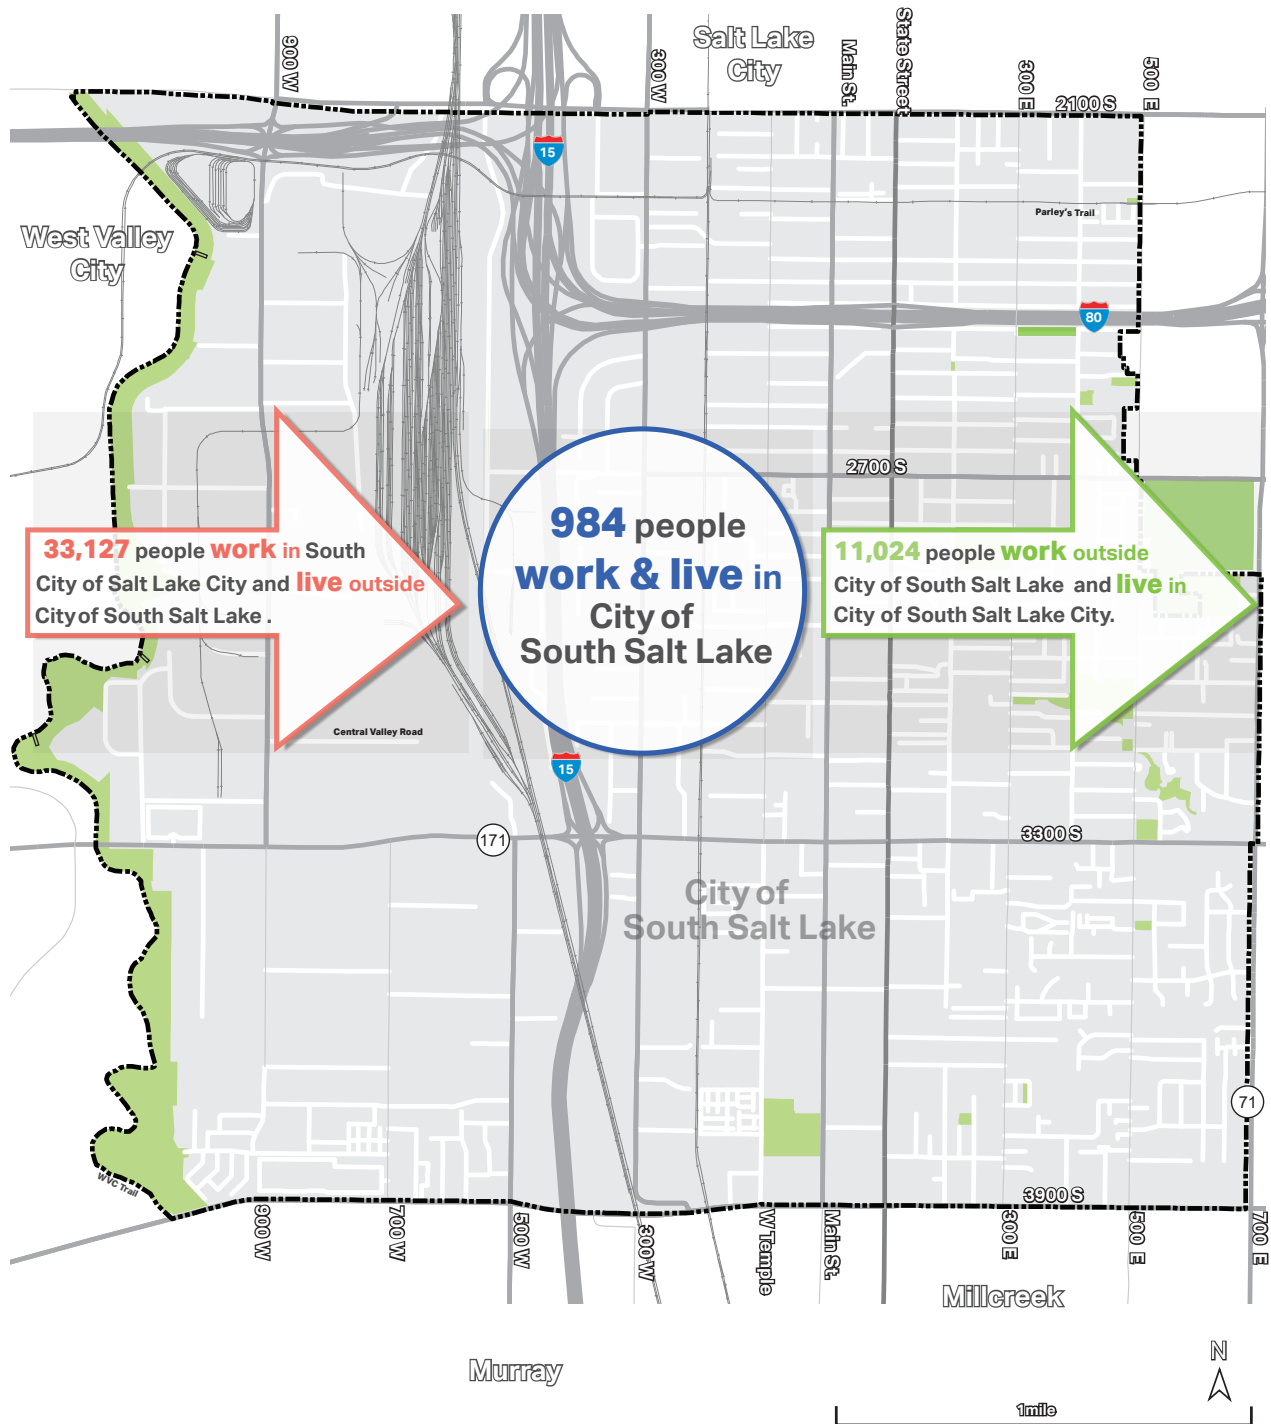 Salt Lake
City
900 W
300 W
Main St.
State Street
300 E
500 E
2100 S
15
Parley's Trail
West Valley
City
80
2700 S
33,127 people work in South
City of Salt Lake City and live outside
City of South Salt Lake .
984 people
work & live in
City of
South Salt Lake
11,024 people work outside
City of South Salt Lake and live in
City of South Salt Lake City.
Central Valley Road
15
171
3300 S
City of
South Salt Lake
71
WVC Trail
3900 S
900 W
700 W
500 W
300 W
W Temple
Main St.
300 E
500 E
700 E
Millcreek
Murray
N
1mile